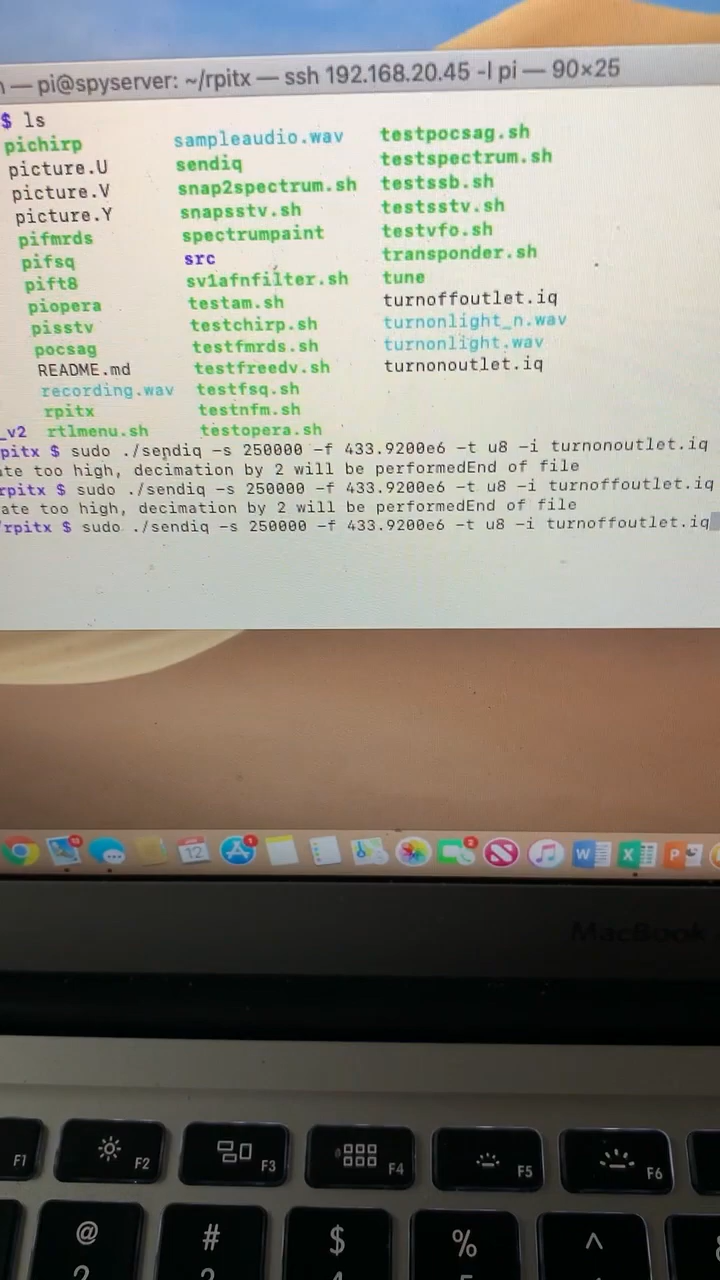 — pi@spyserver: ~/rpitx — ssh 192.168.20.45 -l pi — 90×25
$ ls
pichirp sampleaudio.wav testpocsag.sh
picture.U sendiq testspectrum.sh
picture.V snap2spectrum.sh testssb.sh
picture.Y snapsstv.sh testsstv.sh
pifmrds spectrumpaint testvfo.sh
pifsq src transponder.sh
pift8 sv1afnfilter.sh tune
piopera testam.sh turnoffoutlet.iq
pisstv testchirp.sh turnonlight_n.wav
pocsag testfmrds.sh turnonlight.wav
README.md testfreedv.sh turnonoutlet.iq
recording.wav testfsq.sh
rpitx testnfm.sh
_v2 rtlmenu.sh testopera.sh
rpitx $ sudo ./sendiq -s 250000 -f 433.9200e6 -t u8 -i turnonoutlet.iq
ate too high, decimation by 2 will be performedEnd of file
rpitx $ sudo ./sendiq -s 250000 -f 433.9200e6 -t u8 -i turnoffoutlet.iq
ate too high, decimation by 2 will be performedEnd of file
/rpitx $ sudo ./sendiq -s 250000 -f 433.9200e6 -t u8 -i turnoffoutlet.iq
12
1
2
W X P
MacBook
F1 F2 F3 F4 F5 F6
@ # $ % ^